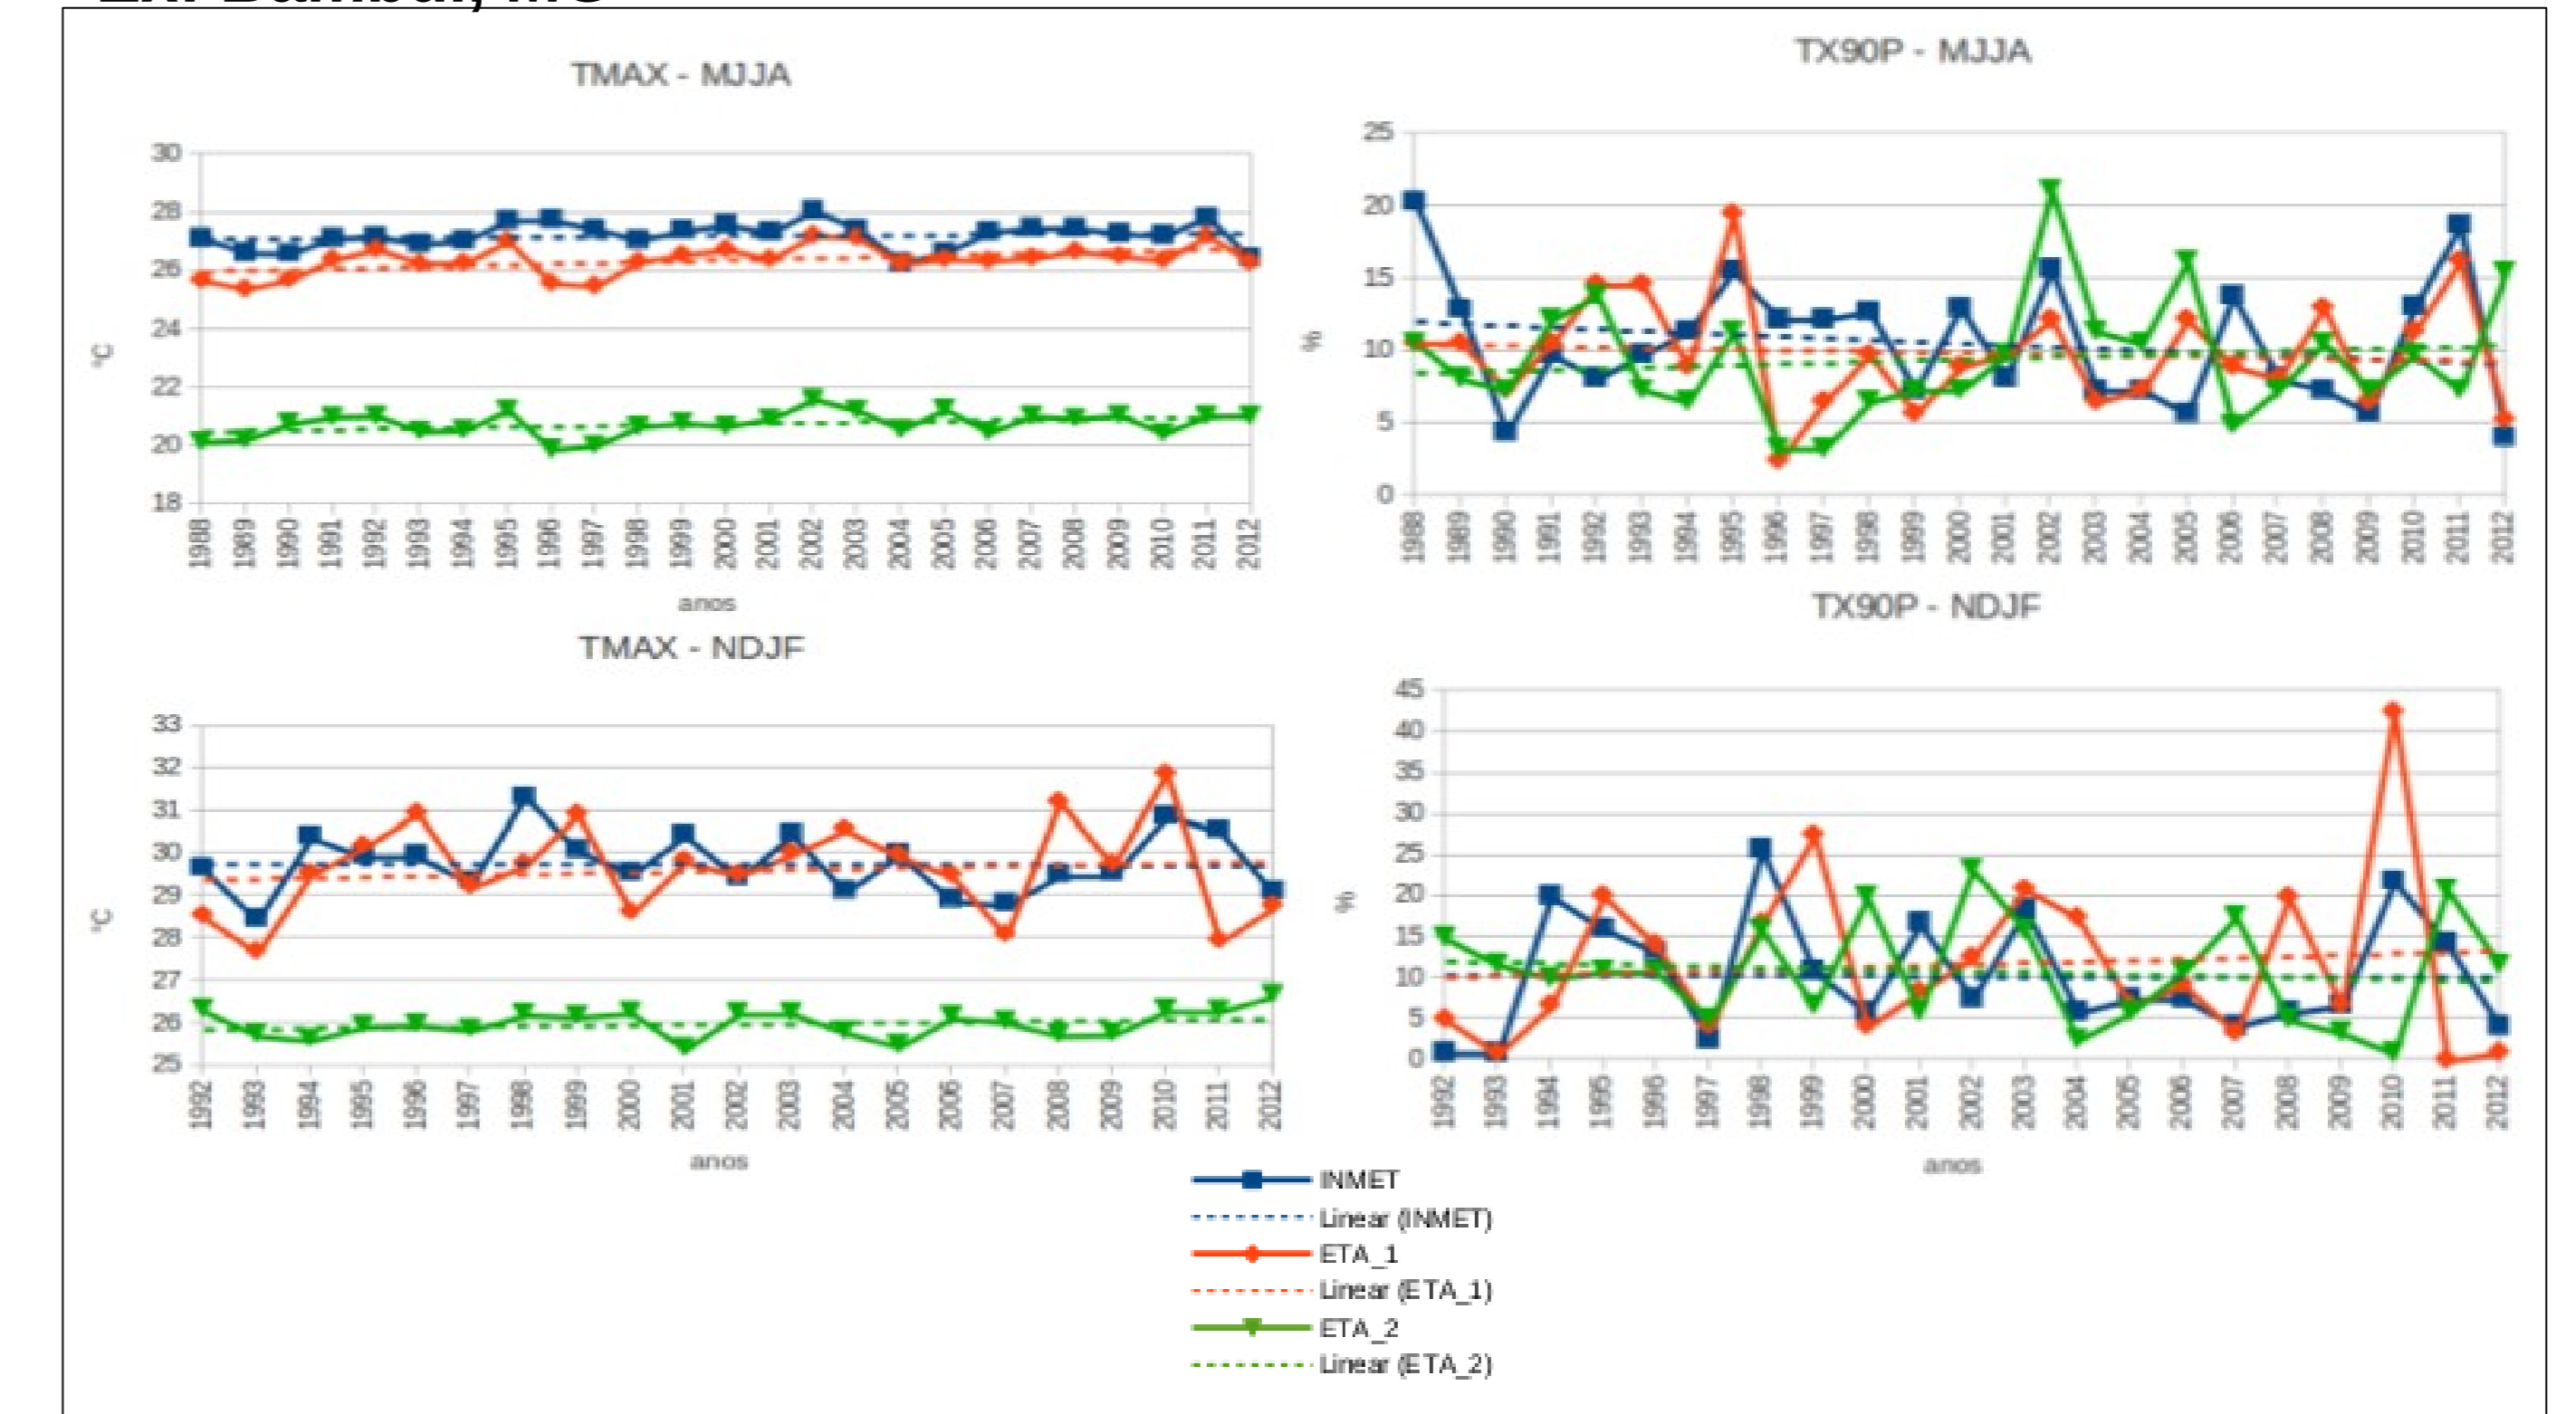 Ex: Bambuí, MG
TMAX - MJJA
°C
30
28
26
24
22
20
18
1988 1989 1990 1991 1992 1993 1994 1995 1996 1997 1998 1999 2000 2001 2002 2003 2004 2005 2006 2007 2008 2009 2010 2011 2012
anos
TX90P - MJJA
%
25
20
15
10
5
0
1988 1989 1990 1991 1992 1993 1994 1995 1996 1997 1998 1999 2000 2001 2002 2003 2004 2005 2006 2007 2008 2009 2010 2011 2012
TMAX - NDJF
°C
33
32
31
30
29
28
27
26
25
1992 1993 1994 1995 1996 1997 1998 1999 2000 2001 2002 2003 2004 2005 2006 2007 2008 2009 2010 2011 2012
anos
TX90P - NDJF
%
45
40
35
30
25
20
15
10
5
0
1992 1993 1994 1995 1996 1997 1998 1999 2000 2001 2002 2003 2004 2005 2006 2007 2008 2009 2010 2011 2012
anos
INMET
Linear (INMET)
ETA_1
Linear (ETA_1)
ETA_2
Linear (ETA_2)